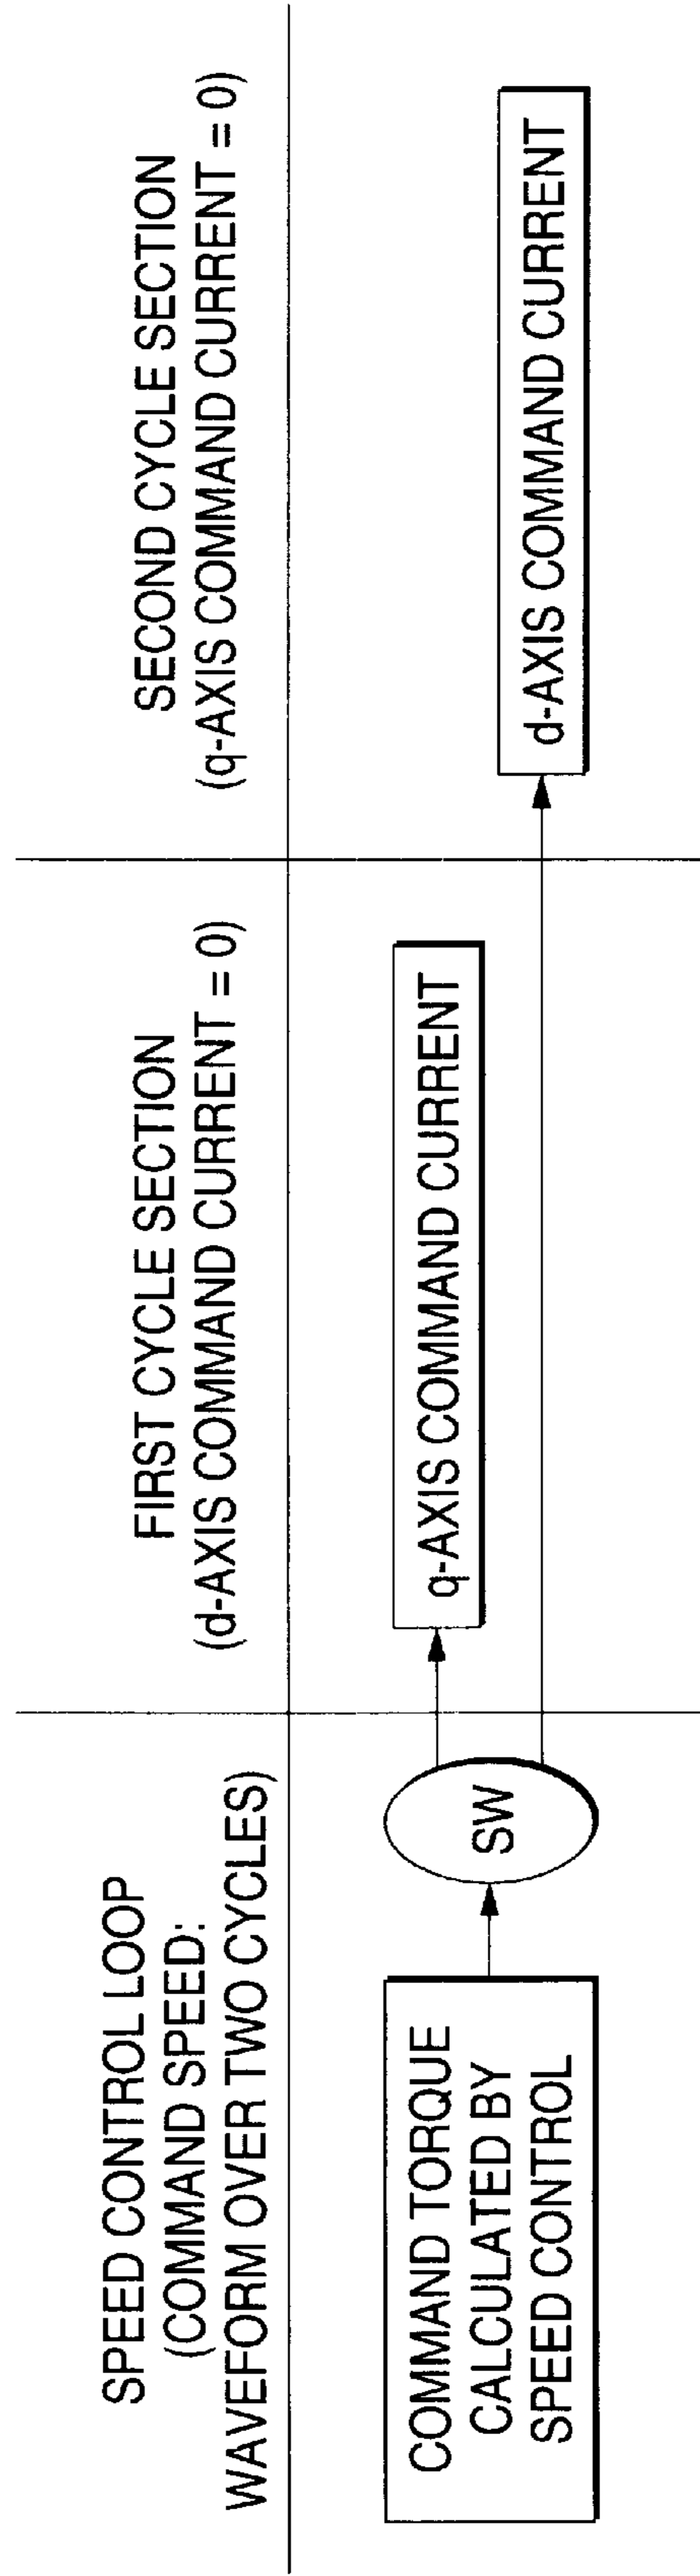 SPEED CONTROL LOOP
(COMMAND SPEED:
WAVEFORM OVER TWO CYCLES)
FIRST CYCLE SECTION
(d-AXIS COMMAND CURRENT = 0)
SECOND CYCLE SECTION
(q-AXIS COMMAND CURRENT = 0)
COMMAND TORQUE
CALCULATED BY
SPEED CONTROL
SW
q-AXIS COMMAND CURRENT
d-AXIS COMMAND CURRENT